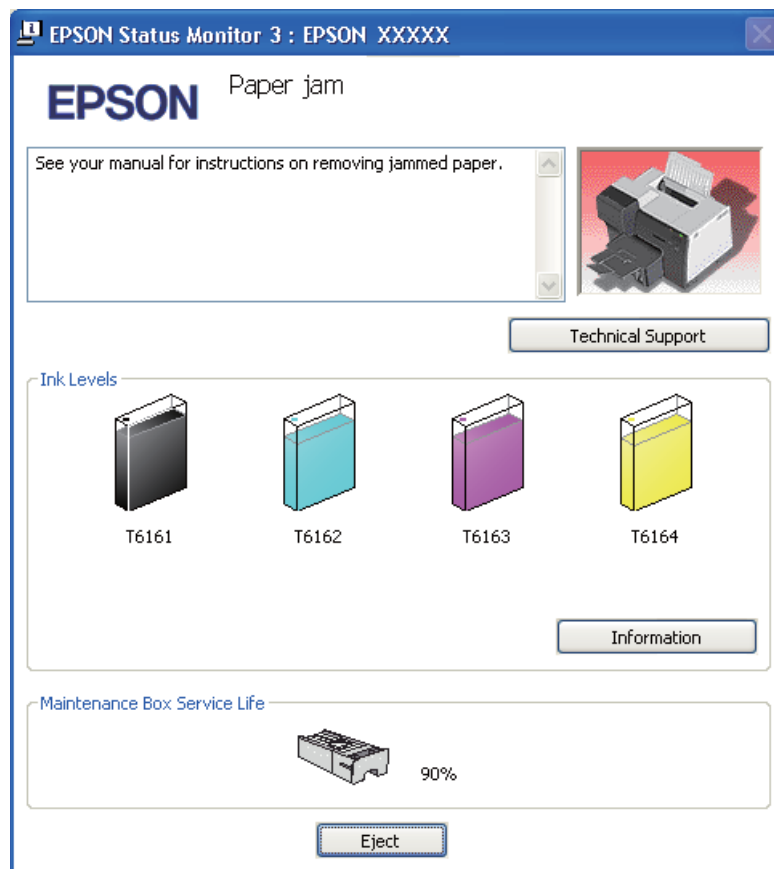 EPSON Status Monitor 3 : EPSON XXXXX
EPSON
Paper jam
See your manual for instructions on removing jammed paper.
Technical Support
Ink Levels
T6161
T6162
T6163
T6164
Information
Maintenance Box Service Life
90%
Eject